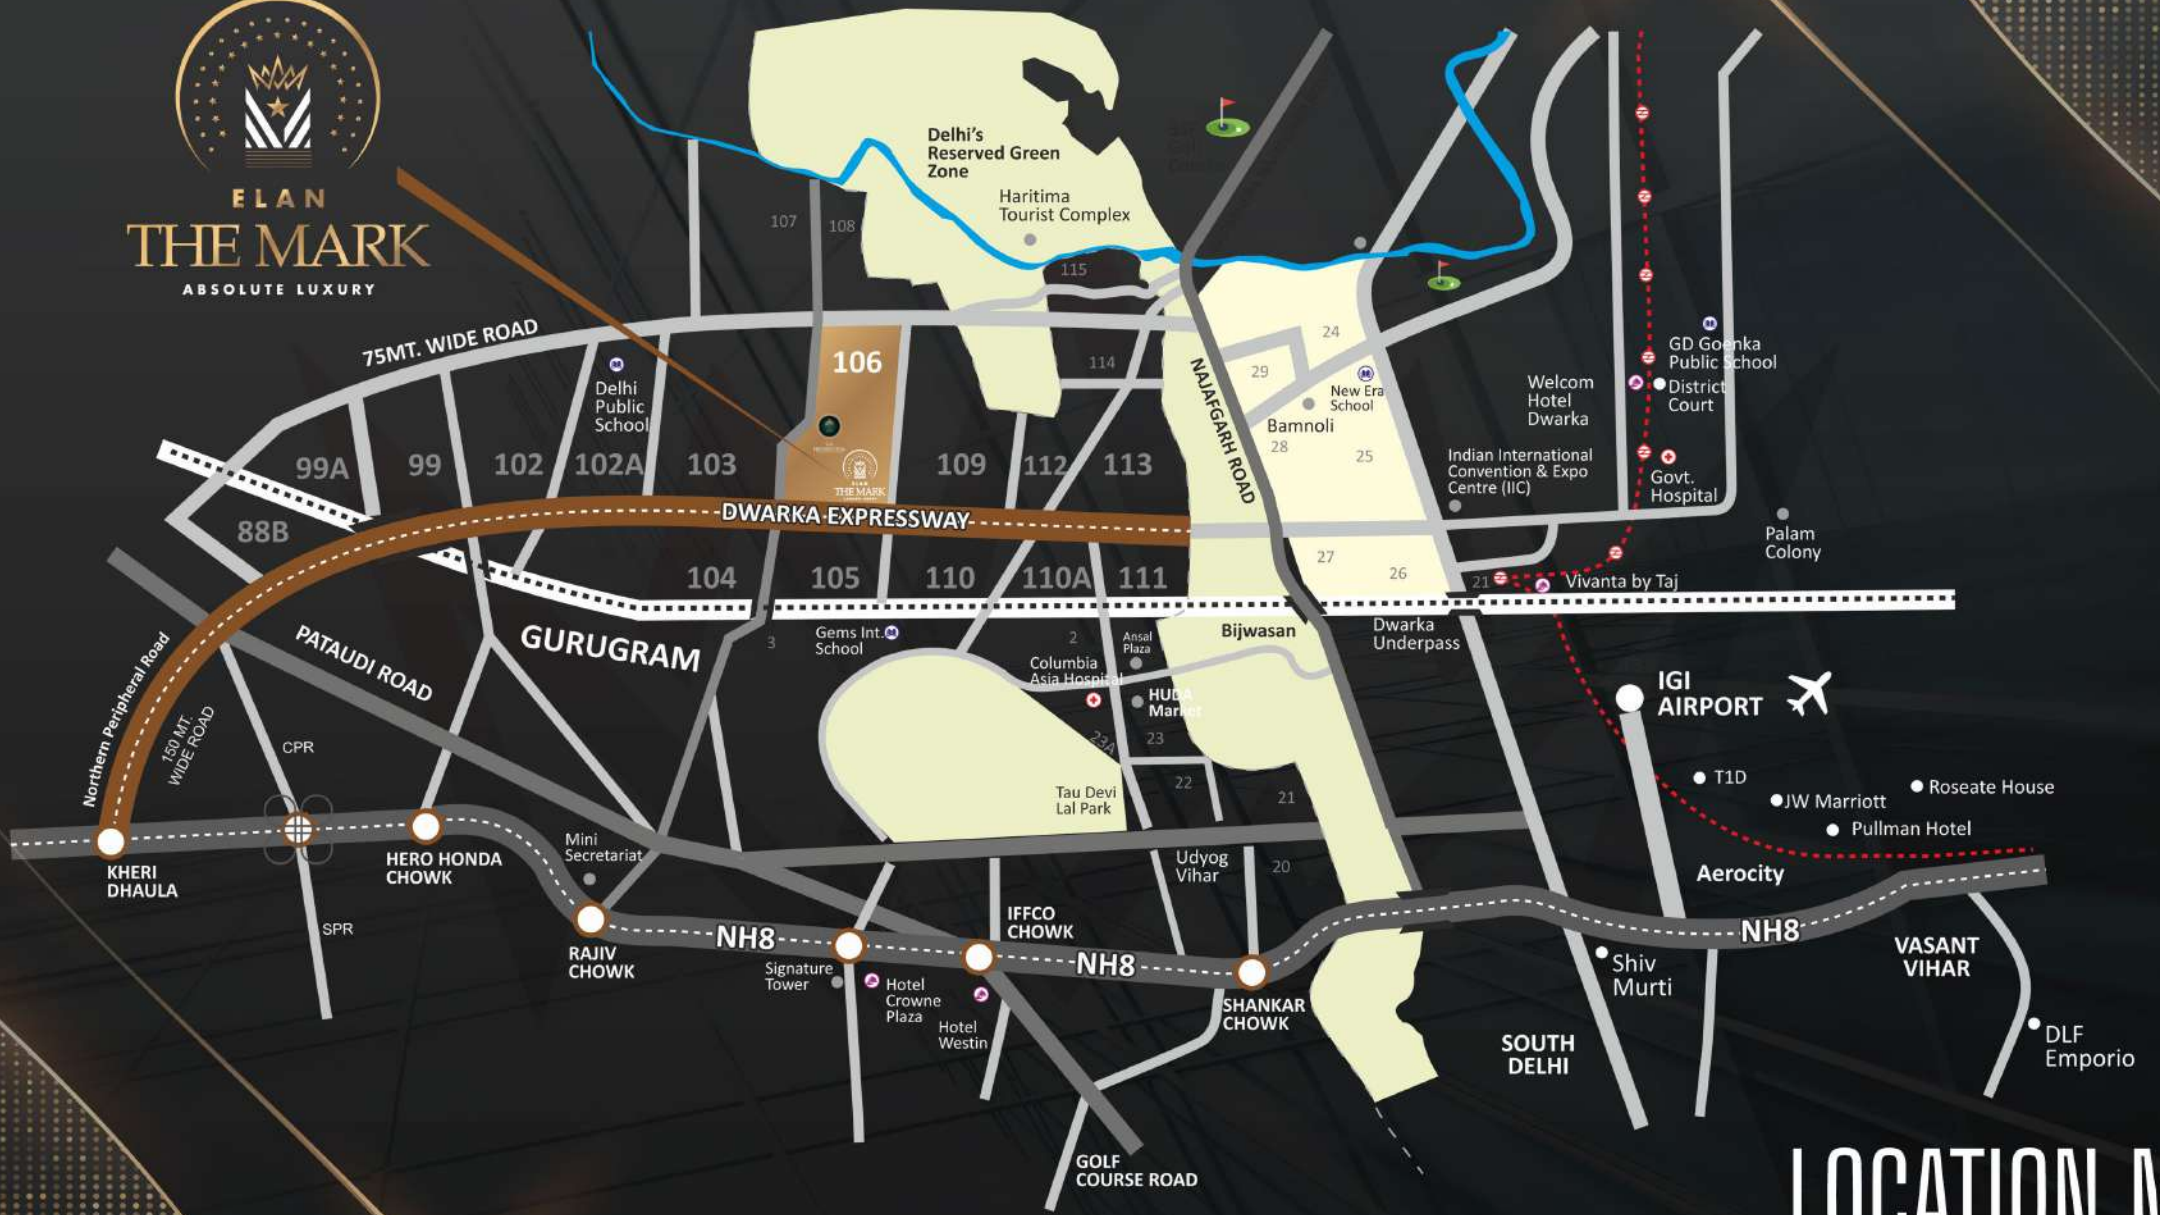 ELAN
THE MARK
ABSOLUTE LUXURY
Delhi's
Reserved Green
Zone
Haritima
Tourist Complex
107
108
115
75MT. WIDE ROAD
106
114
24
29
New Era
School
Bamnoli
28
25
NAJAFGARH ROAD
Delhi
Public
School
GD Goenka
Public School
Welcom
Hotel
Dwarka
District
Court
Indian International
Convention & Expo
Centre (IIC)
Govt.
Hospital
Palam
Colony
99A
99
102
102A
103
109
112
113
ELAN
THE MARK
88B
DWARKA EXPRESSWAY
104
105
110
110A
111
27
26
21
Vivanta by Taj
PATAUDI ROAD
GURUGRAM
3
Gems Int.
School
2
Ansal
Plaza
Columbia
Asia Hospital
HUDA
Market
Bijwasan
Dwarka
Underpass
IGI
AIRPORT
Northern Peripheral Road
150 MT.
WIDE ROAD
CPR
23A
23
22
21
Tau Devi
Lal Park
T1D
JW Marriott
Roseate House
Pullman Hotel
Aerocity
KHERI
DHAULA
HERO HONDA
CHOWK
Mini
Secretariat
Udyog
Vihar
20
SPR
RAJIV
CHOWK
NH8
IFFCO
CHOWK
NH8
NH8
Signature
Tower
Hotel
Crowne
Plaza
Hotel
Westin
SHANKAR
CHOWK
Shiv
Murti
VASANT
VIHAR
SOUTH
DELHI
DLF
Emporio
GOLF
COURSE ROAD
LOCATION M